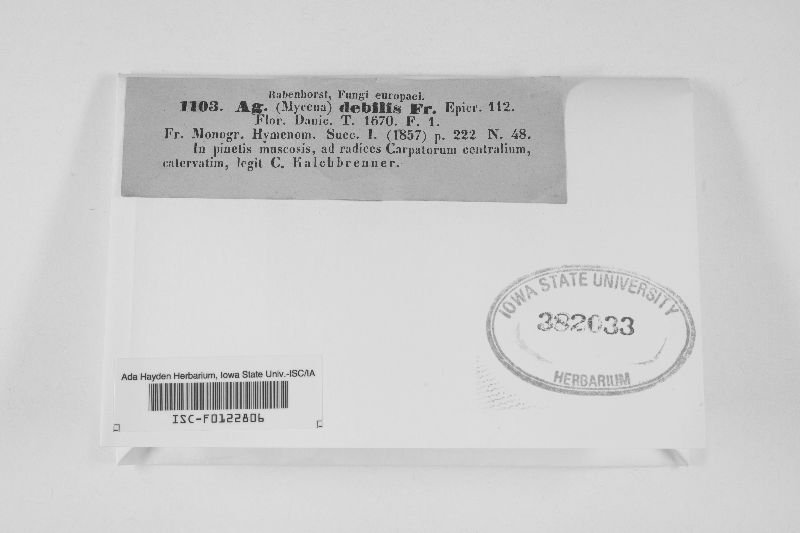 Rabenhorst, Fungi europaei.
1103. Ag. (Mycena) debilis Fr. Epicr. 112.
Flor. Danic. T. 1670. F. 1.
Fr. Monogr. Hymenom. Suec. I. (1857) p. 222 N. 48.
In pinetis muscosis, ad radices Carpatorum centralium,
catervatim, legit C. Kalchbrenner.
IOWA STATE UNIVERSITY
382033
HERBARIUM
Ada Hayden Herbarium, Iowa State Univ.-ISC/IA
ISC-F0122806